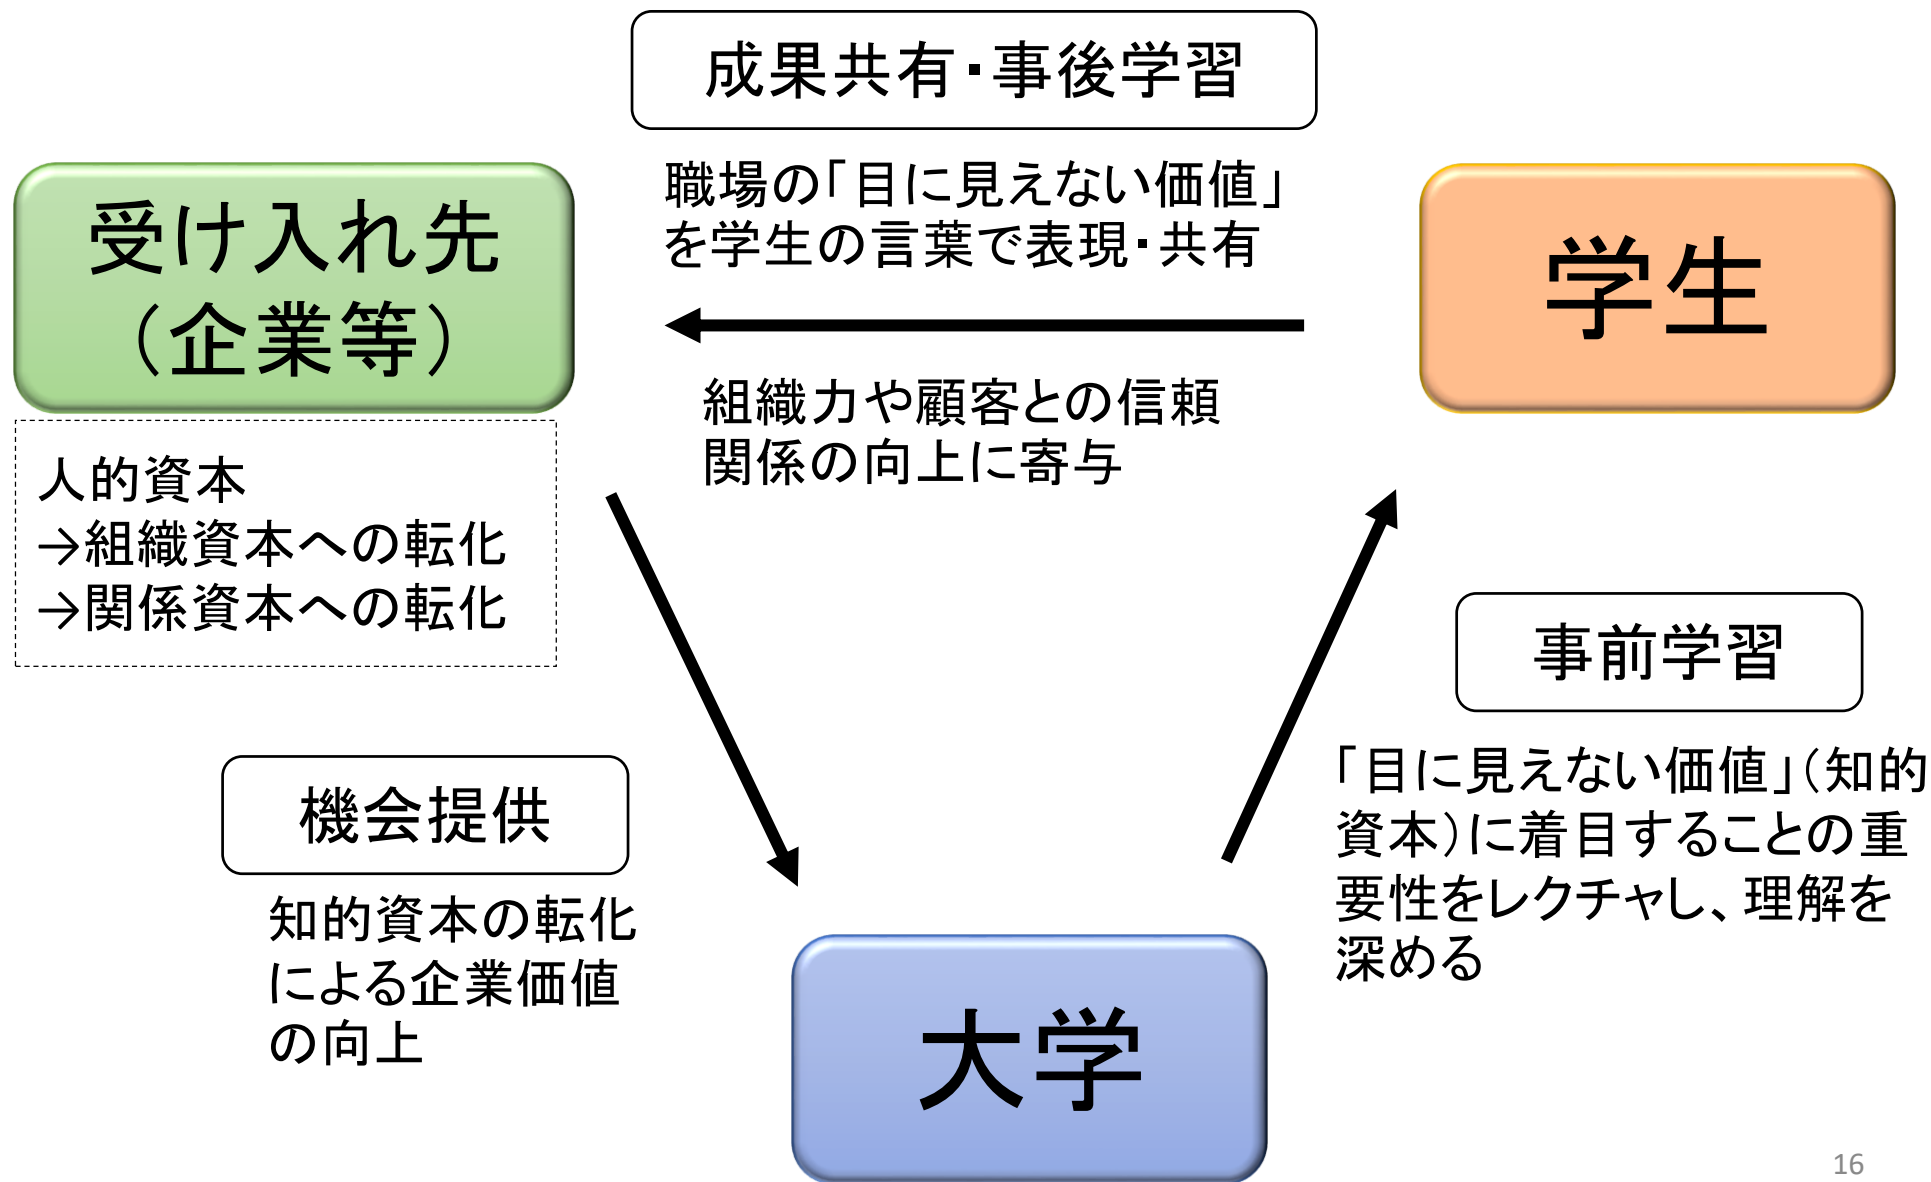 成果共有・事後学習
職場の「目に見えない価値」
を学生の言葉で表現・共有
受け入れ先
（企業等）
学生
組織力や顧客との信頼
関係の向上に寄与
人的資本
→組織資本への転化
→関係資本への転化
事前学習
「目に見えない価値」（知的
資本）に着目することの重
要性をレクチャし、理解を
深める
機会提供
知的資本の転化
による企業価値
の向上
大学
16